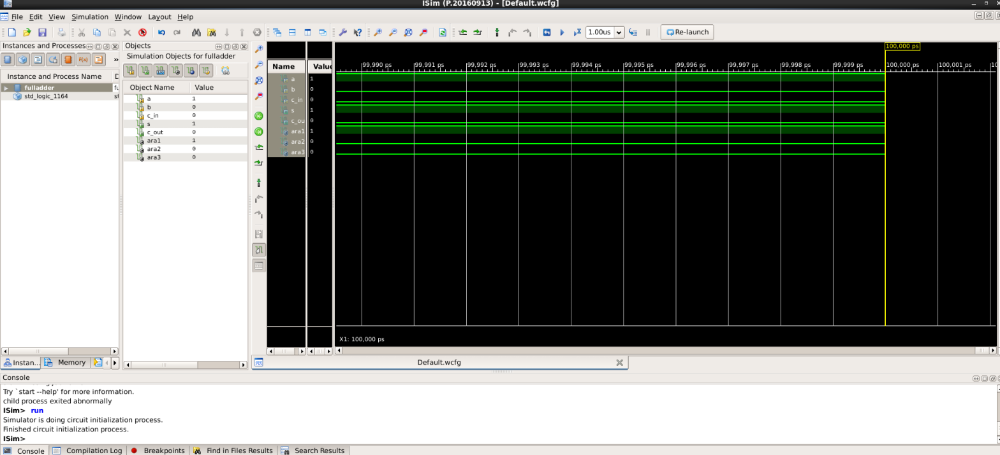 ISim (P.20160913) - [Default.wcfg]
File Edit View Simulation Window Layout Help
1.00us Re-launch
Instances and Processes
Instance and Process Name
fulladder
std_logic_1164
Instan... Memory
Objects
Simulation Objects for fulladder
Object Name Value
a 1
b 0
c_in 0
s 1
c_out 0
ara1 1
ara2 0
ara3 0
Name Value
a 1
b 0
c_in 0
s 1
c_ou 0
ara1 1
ara2 0
ara3 0
100,000 ps
99,990 ps 99,991 ps 99,992 ps 99,993 ps 99,994 ps 99,995 ps 99,996 ps 99,997 ps 99,998 ps 99,999 ps 100,000 ps 100,001 ps
X1: 100,000 ps
Default.wcfg
Console
Try `start --help' for more information.
child process exited abnormally
ISim> run
Simulator is doing circuit initialization process.
Finished circuit initialization process.
ISim>
Console Compilation Log Breakpoints Find in Files Results Search Results